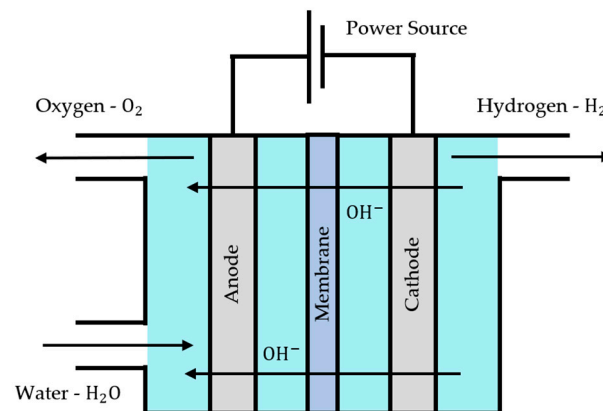 Power Source
Oxygen - O₂
Hydrogen - H₂
OH⁻
Anode
Membrane
Cathode
OH⁻
Water - H₂O